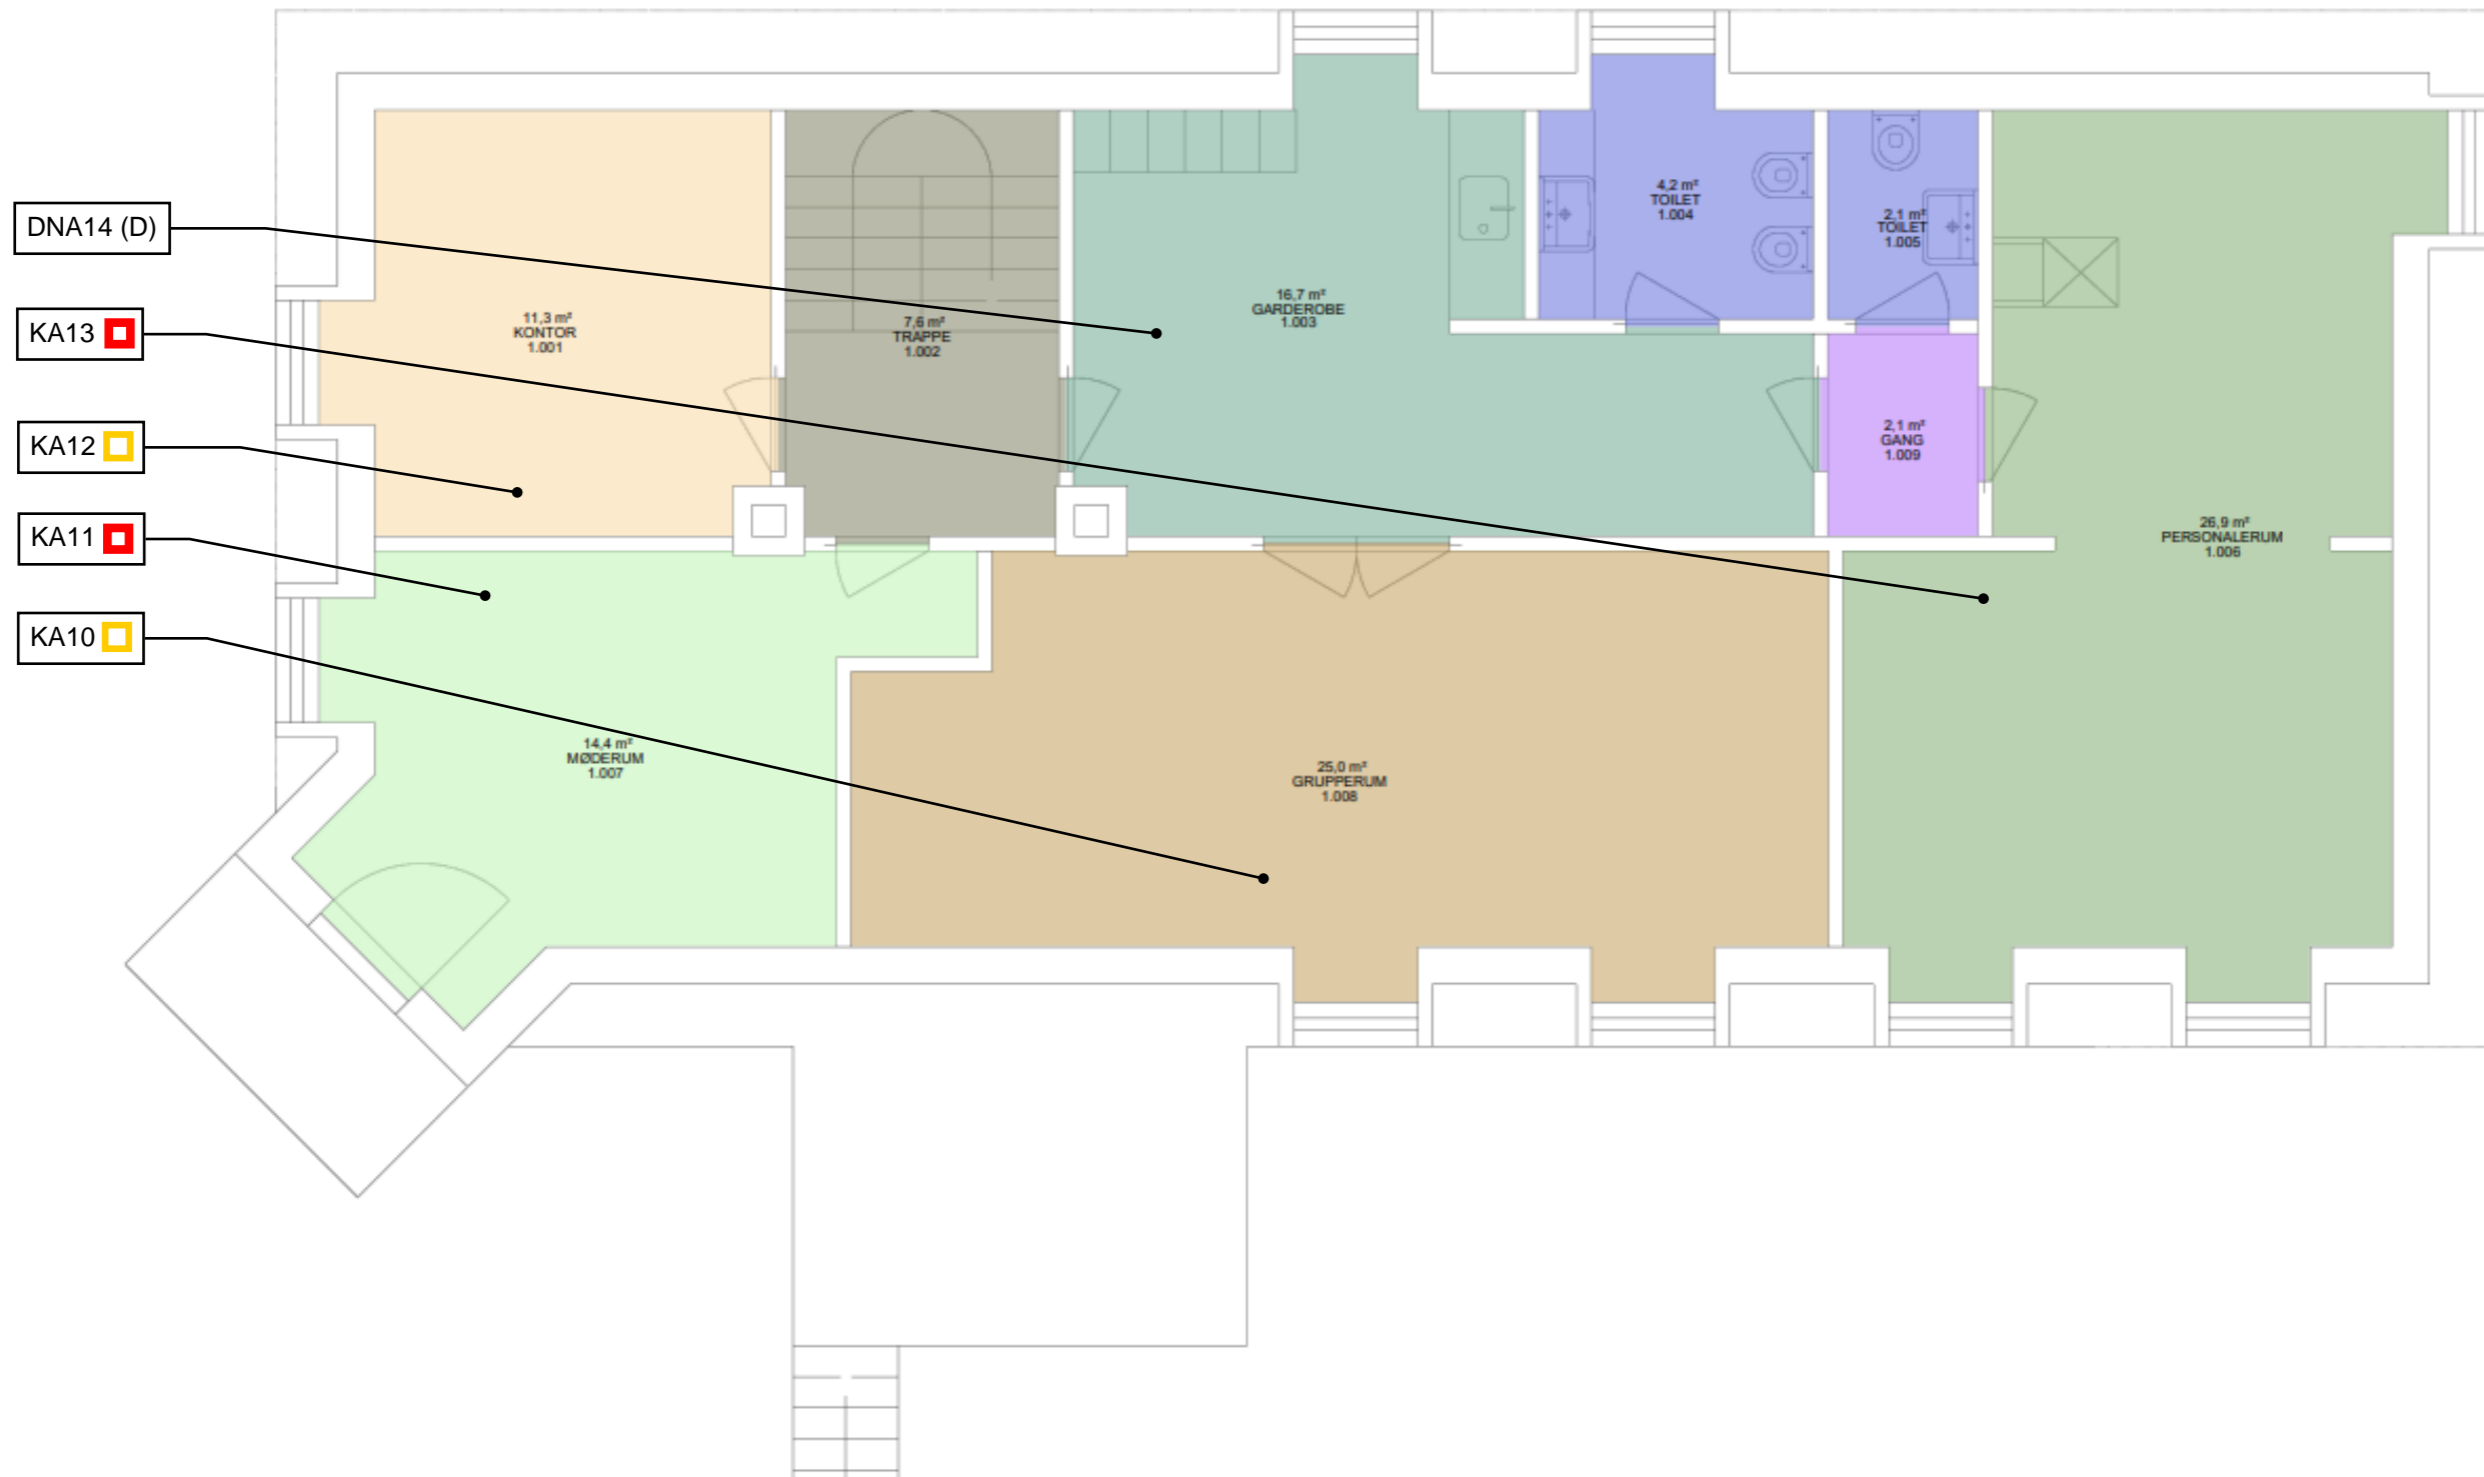 DNA14 (D)
KA13
KA12
KA11
KA10
11,3 m²
KONTOR
1.001
7,6 m²
TRAPPE
1.002
16,7 m²
GARDEROBE
1.003
4,2 m²
TOILET
1.004
2,1 m²
TOILET
1.005
2,1 m²
GANG
1.009
26,9 m²
PERSONALERUM
1.006
14,4 m²
MØDERUM
1.007
25,0 m²
GRUPPERUM
1.008